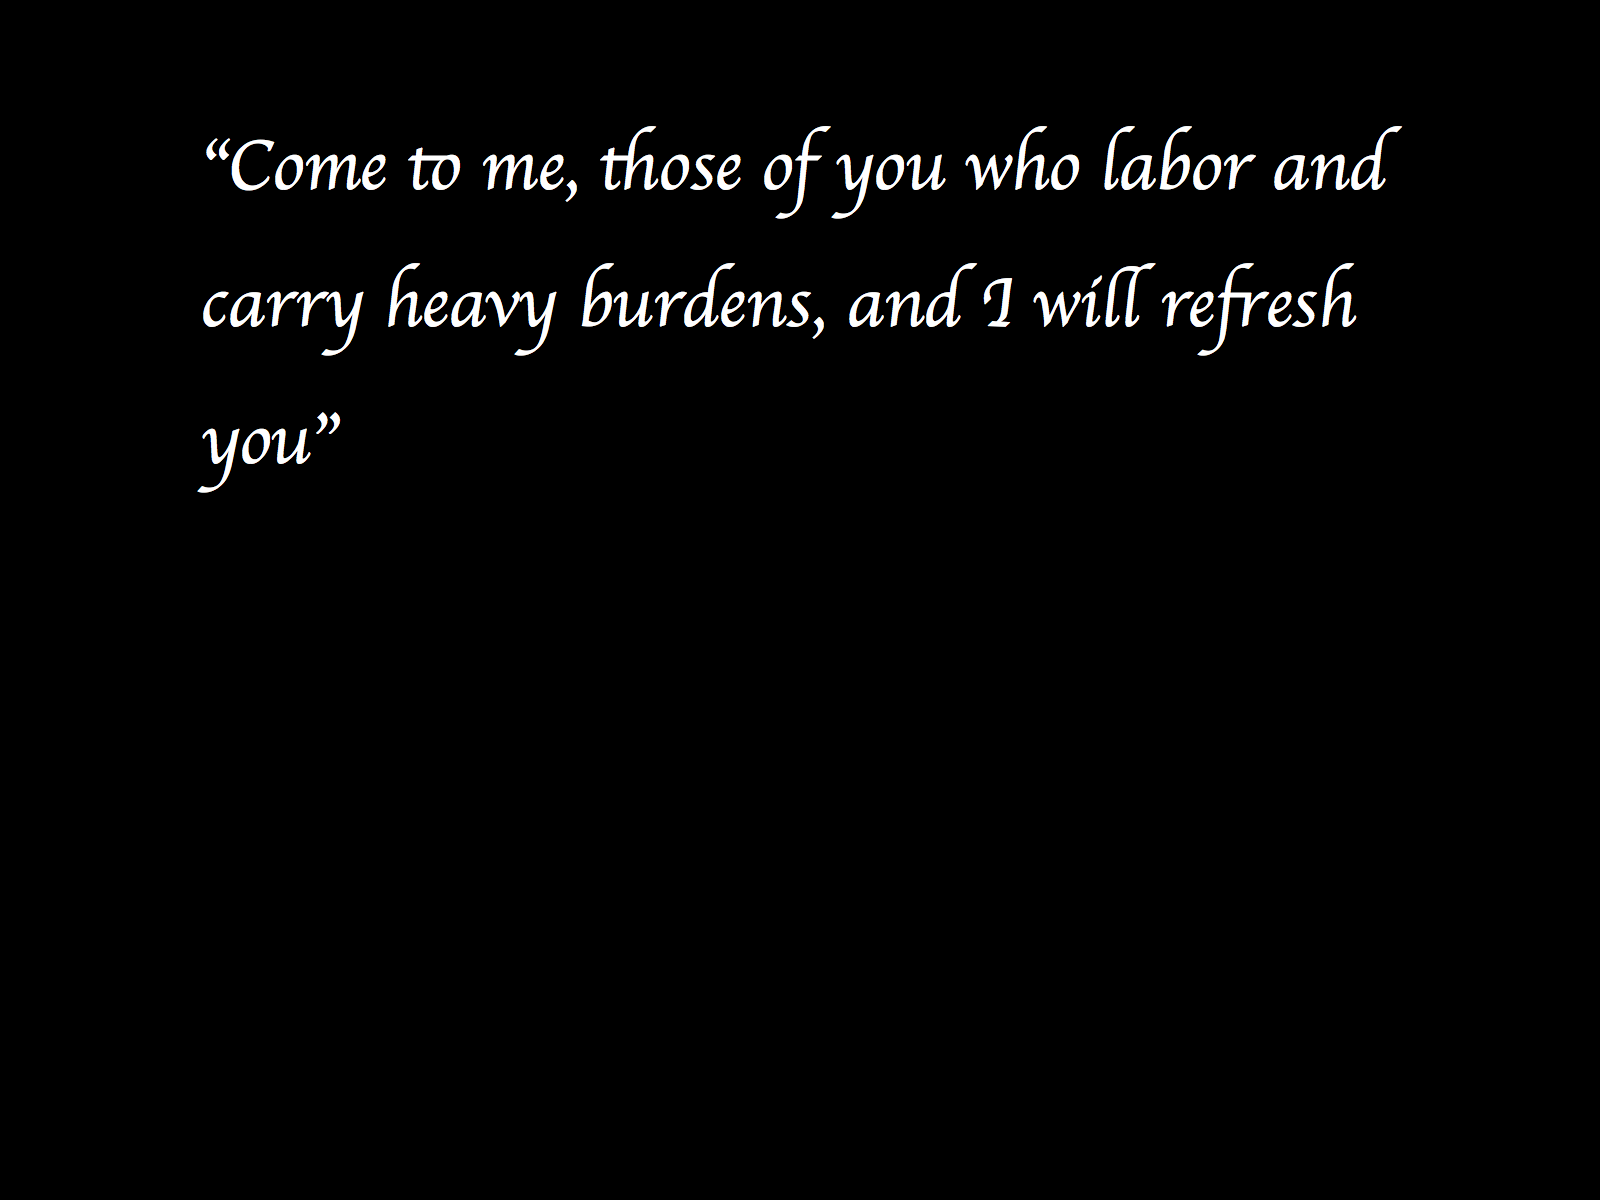 “Come to me, those of you who labor and
carry heavy burdens, and I will refresh
you”